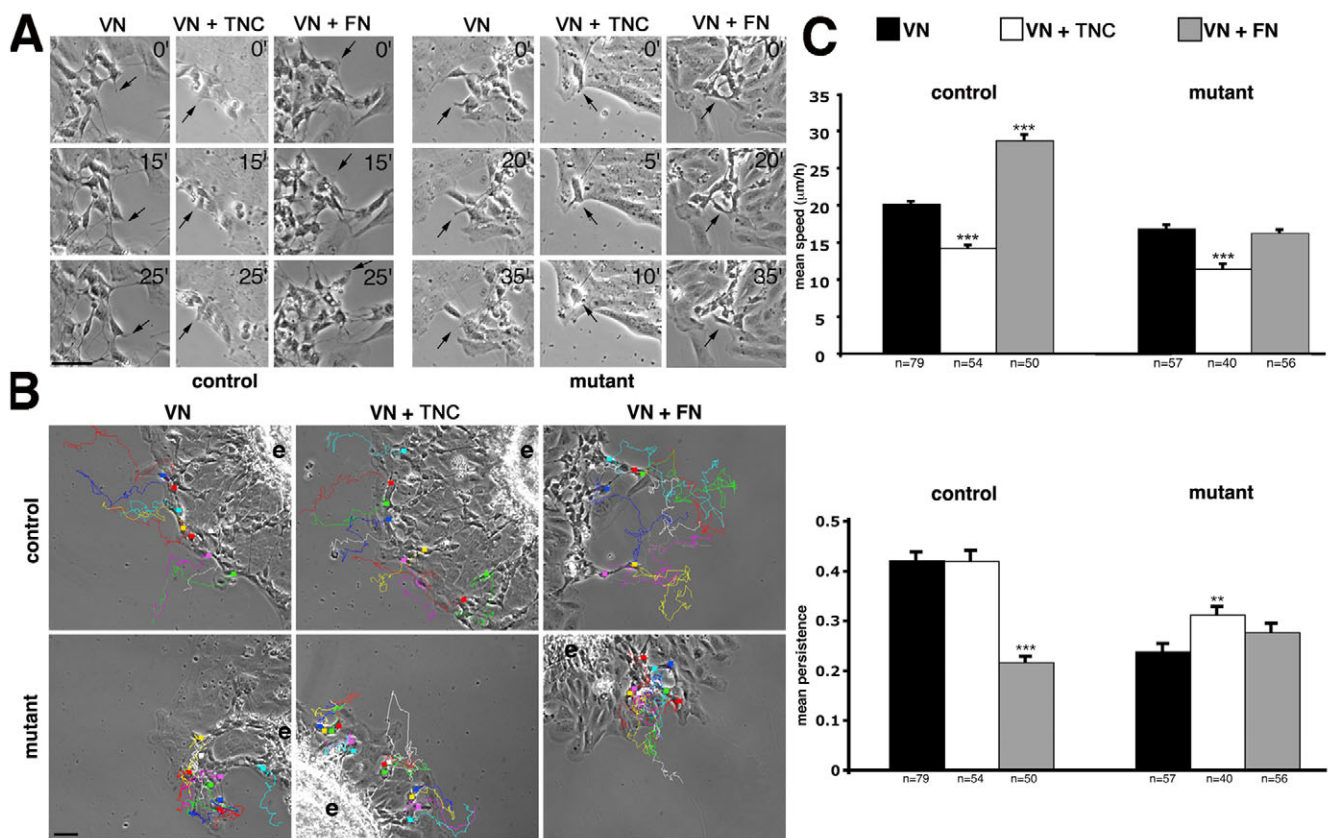 A
VN VN + TNC VN + FN VN VN + TNC VN + FN
0' 0' 0' 0' 0' 0'
15' 15' 15' 20' 5' 20'
25' 25' 25' 35' 10' 35'
control mutant
B
VN VN + TNC VN + FN
control
e e
mutant
e e e
C
VN VN + TNC VN + FN
control mutant
mean speed (μm/h)
35
30
25
20
15
10
5
0
*** *** ***
n=79 n=54 n=50 n=57 n=40 n=56
control mutant
mean persistence
0.5
0.4
0.3
0.2
0.1
0
*** **
n=79 n=54 n=50 n=57 n=40 n=56